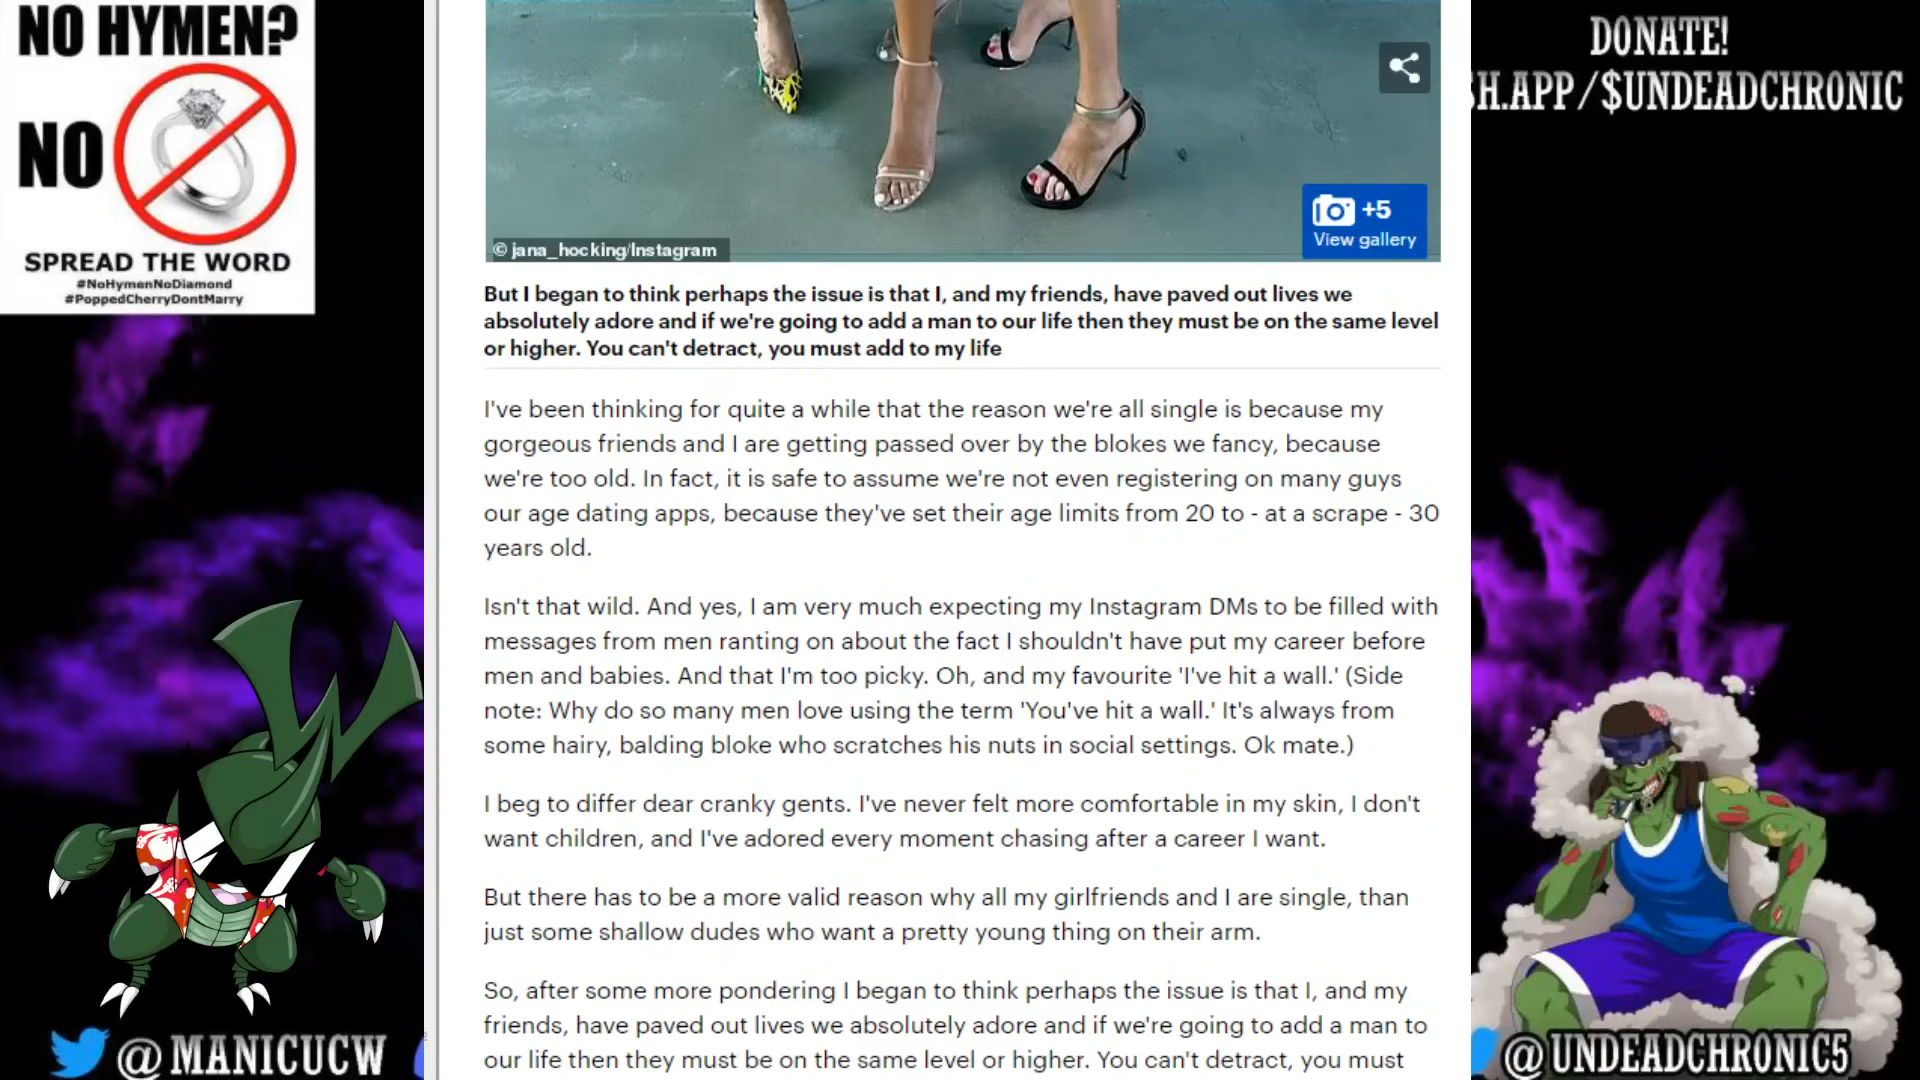 NO HYMEN?
NO
SPREAD THE WORD
#NoHymenNoDiamond
#PoppedCherryDontMarry
@MANICUCW
+5
View gallery
© jana_hocking/Instagram
But I began to think perhaps the issue is that I, and my friends, have paved out lives we
absolutely adore and if we're going to add a man to our life then they must be on the same level
or higher. You can't detract, you must add to my life
I've been thinking for quite a while that the reason we're all single is because my
gorgeous friends and I are getting passed over by the blokes we fancy, because
we're too old. In fact, it is safe to assume we're not even registering on many guys
our age dating apps, because they've set their age limits from 20 to - at a scrape - 30
years old.
Isn't that wild. And yes, I am very much expecting my Instagram DMs to be filled with
messages from men ranting on about the fact I shouldn't have put my career before
men and babies. And that I'm too picky. Oh, and my favourite 'I've hit a wall.' (Side
note: Why do so many men love using the term 'You've hit a wall.' It's always from
some hairy, balding bloke who scratches his nuts in social settings. Ok mate.)
I beg to differ dear cranky gents. I've never felt more comfortable in my skin, I don't
want children, and I've adored every moment chasing after a career I want.
But there has to be a more valid reason why all my girlfriends and I are single, than
just some shallow dudes who want a pretty young thing on their arm.
So, after some more pondering I began to think perhaps the issue is that I, and my
friends, have paved out lives we absolutely adore and if we're going to add a man to
our life then they must be on the same level or higher. You can't detract, you must
DONATE!
SH.APP/$UNDEADCHRONIC
@UNDEADCHRONIC5